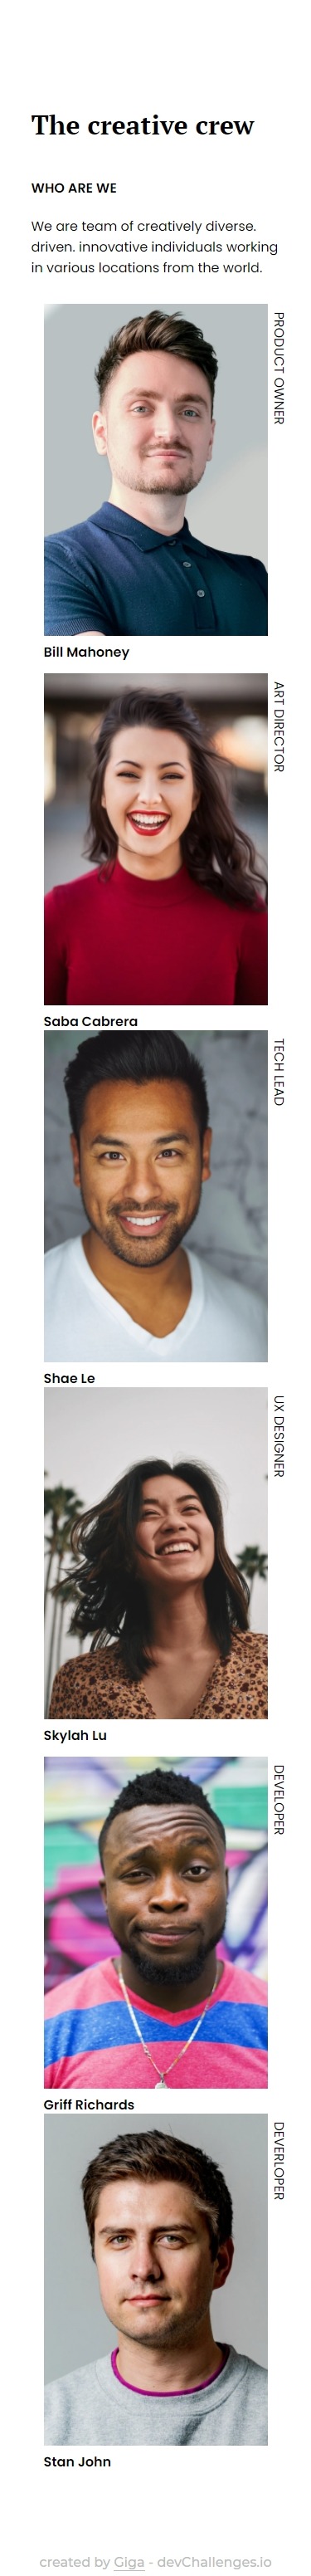 The creative crew
WHO ARE WE
We are team of creatively diverse.
driven. innovative individuals working
in various locations from the world.
PRODUCT OWNER
Bill Mahoney
ART DIRECTOR
Saba Cabrera
TECH LEAD
Shae Le
UX DESIGNER
Skylah Lu
DEVELOPER
Griff Richards
DEVERLOPER
Stan John
created by Giga - devChallenges.io